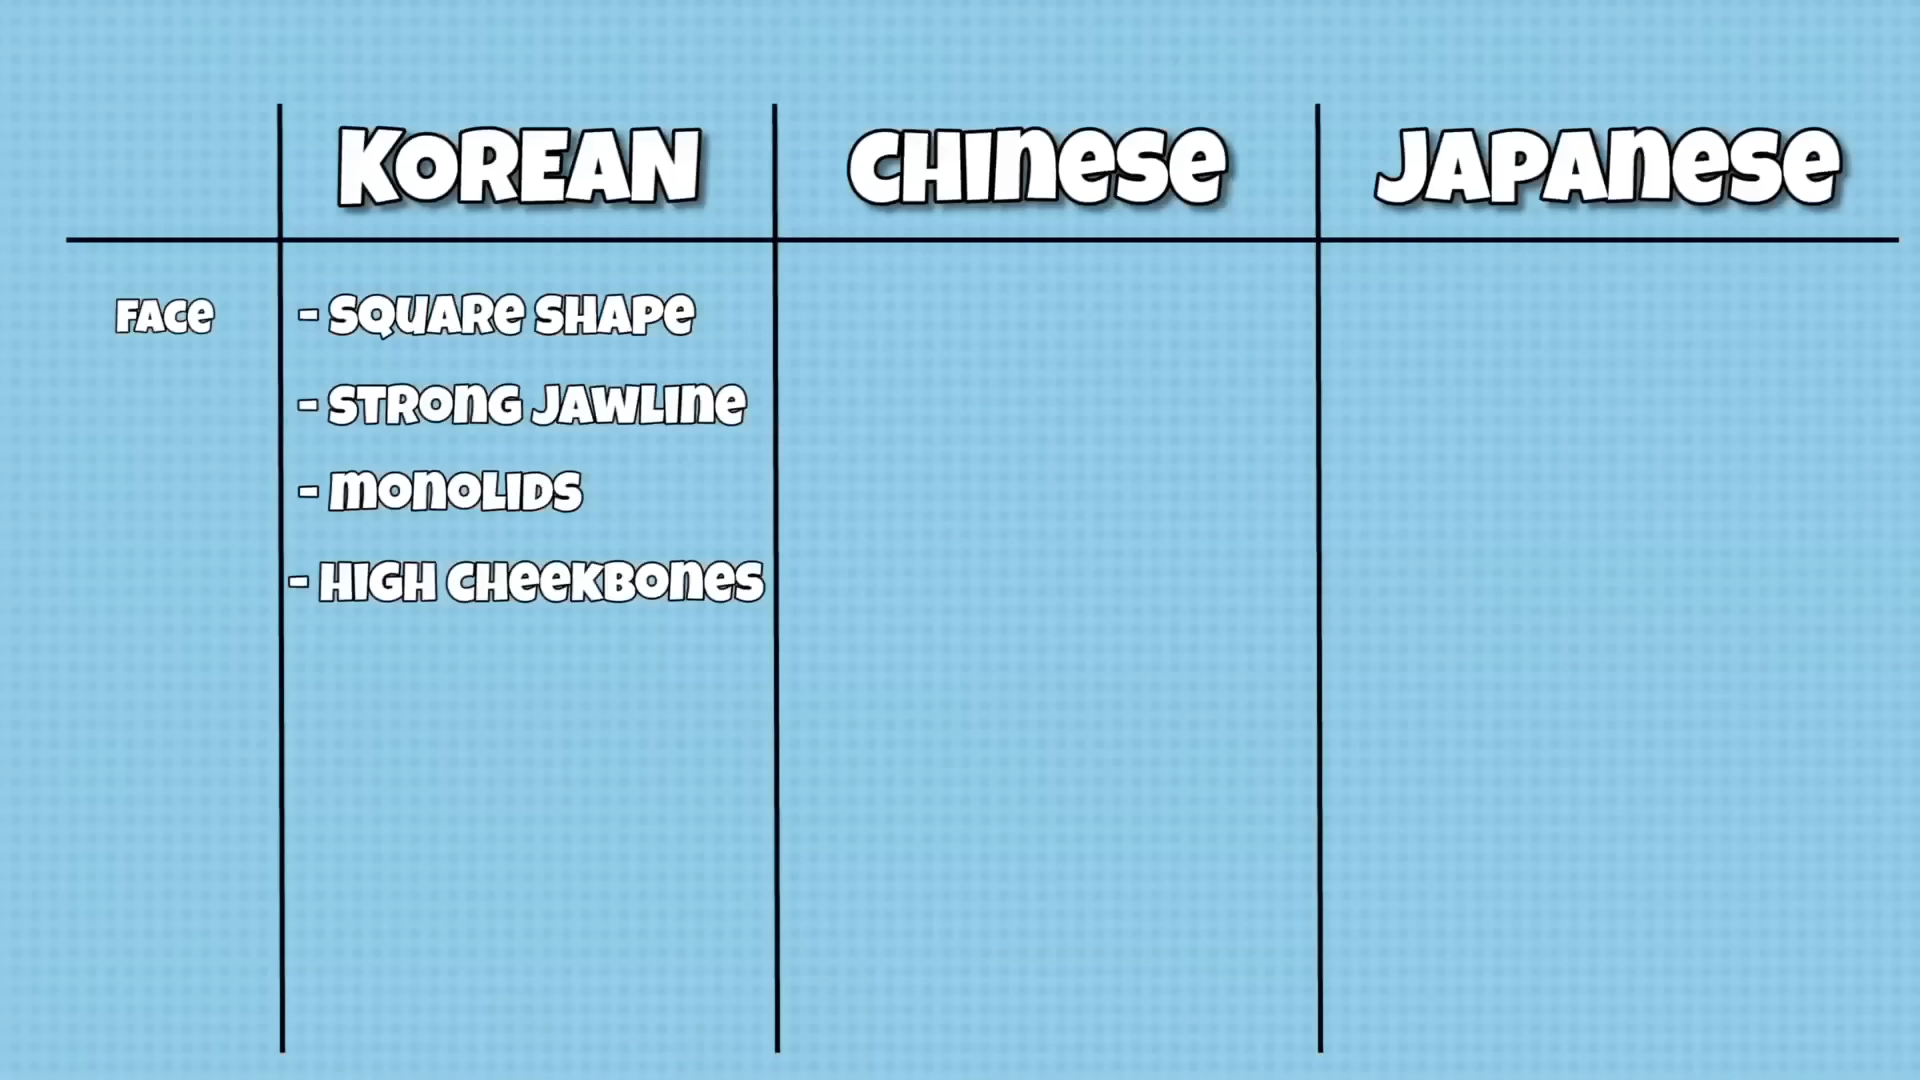 KOREAN CHINESE JAPANESE
FACE - SQUARE SHAPE
- STRONG JAWLINE
- MONOLIDS
- HIGH CHEEKBONES